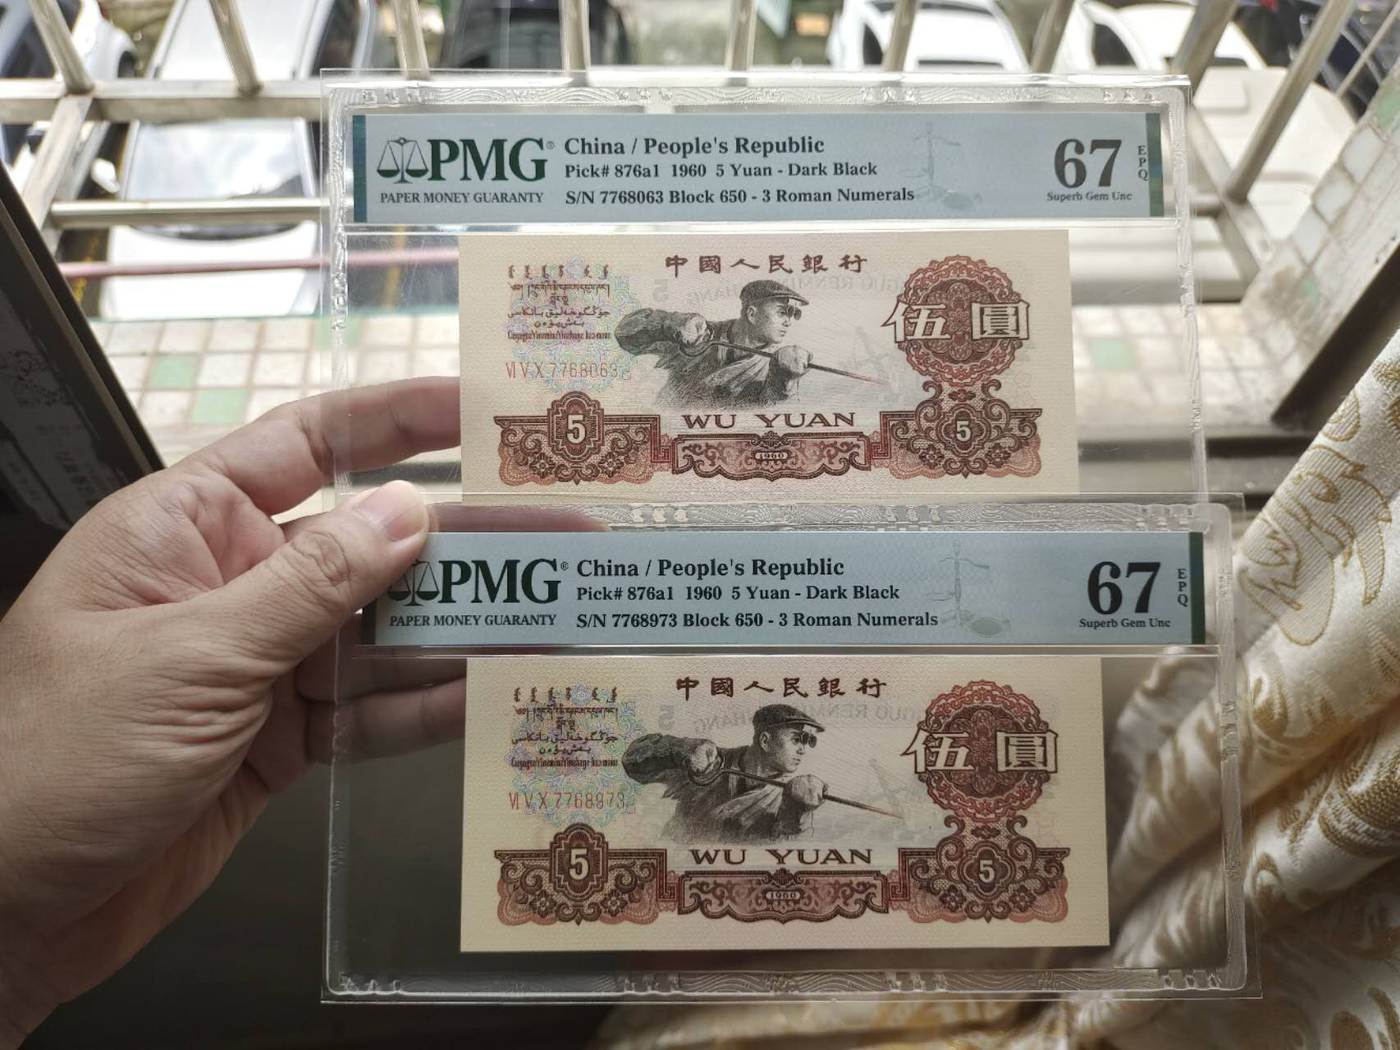 PMG®
PAPER MONEY GUARANTY
China / People's Republic
Pick# 876a1 1960 5 Yuan - Dark Black
S/N 7768063 Block 650 - 3 Roman Numerals
67
EPQ
Superb Gem Unc
中國人民銀行
伍圓
VI V X 7768063
WU YUAN
5
1960
5
PMG®
PAPER MONEY GUARANTY
China / People's Republic
Pick# 876a1 1960 5 Yuan - Dark Black
S/N 7768973 Block 650 - 3 Roman Numerals
67
EPQ
Superb Gem Unc
中國人民銀行
伍圓
VI V X 7768973
WU YUAN
5
1960
5